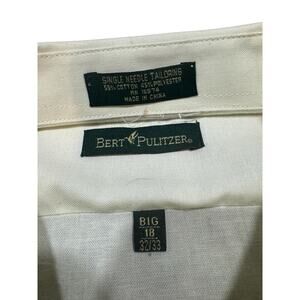 SINGLE NEEDLE TAILORING
55% COTTON 45% POLYESTER
MADE IN CHINA
BERT PULITZER®
BIG
18
32/33